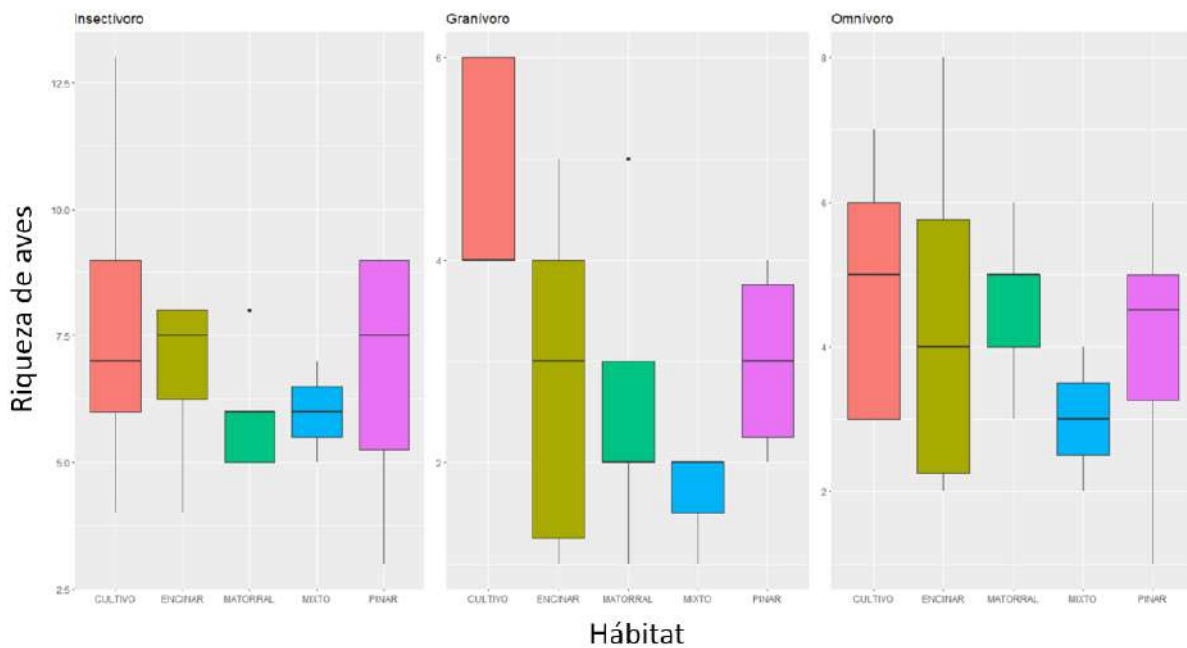 Insectívoro
Granívoro
Omnívoro
Riqueza de aves
12.5
10.0
7.5
5.0
2.5
6
4
2
8
6
4
2
CULTIVO ENCINAR MATORRAL MIXTO PINAR
CULTIVO ENCINAR MATORRAL MIXTO PINAR
CULTIVO ENCINAR MATORRAL MIXTO PINAR
Hábitat